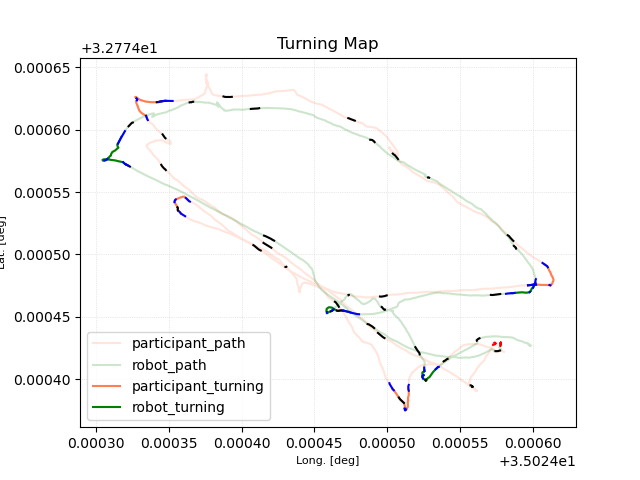 Turning Map
+3.2774e1
0.00065
0.00060
0.00055
0.00050
0.00045
0.00040
Lat. [deg]
participant_path
robot_path
participant_turning
robot_turning
0.00030 0.00035 0.00040 0.00045 0.00050 0.00055 0.00060
Long. [deg]
+3.5024e1